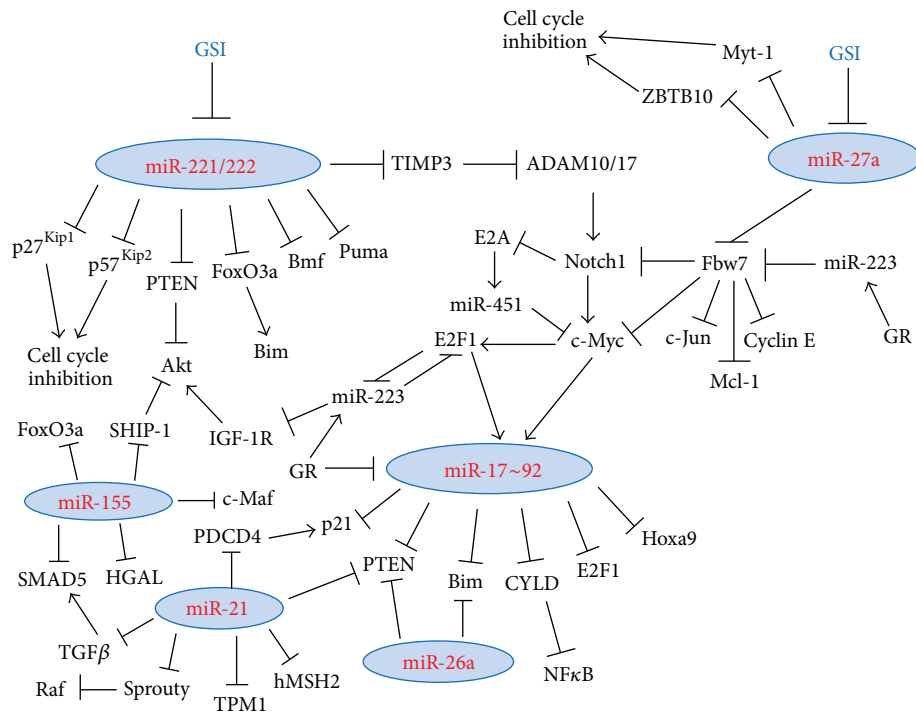 Cell cycle
inhibition
GSI
Myt-1
GSI
ZBTB10
miR-221/222
TIMP3
ADAM10/17
miR-27a
p27Kip1
p57Kip2
PTEN
FoxO3a
Bmf
Puma
E2A
Notch1
Fbw7
miR-223
miR-451
Cell cycle
inhibition
Akt
Bim
E2F1
c-Myc
c-Jun
Cyclin E
GR
Mcl-1
miR-223
FoxO3a
SHIP-1
IGF-1R
GR
miR-17~92
miR-155
c-Maf
PDCD4
p21
Hoxa9
SMAD5
HGAL
PTEN
Bim
CYLD
E2F1
miR-21
TGFβ
hMSH2
miR-26a
NFκB
Raf
Sprouty
TPM1